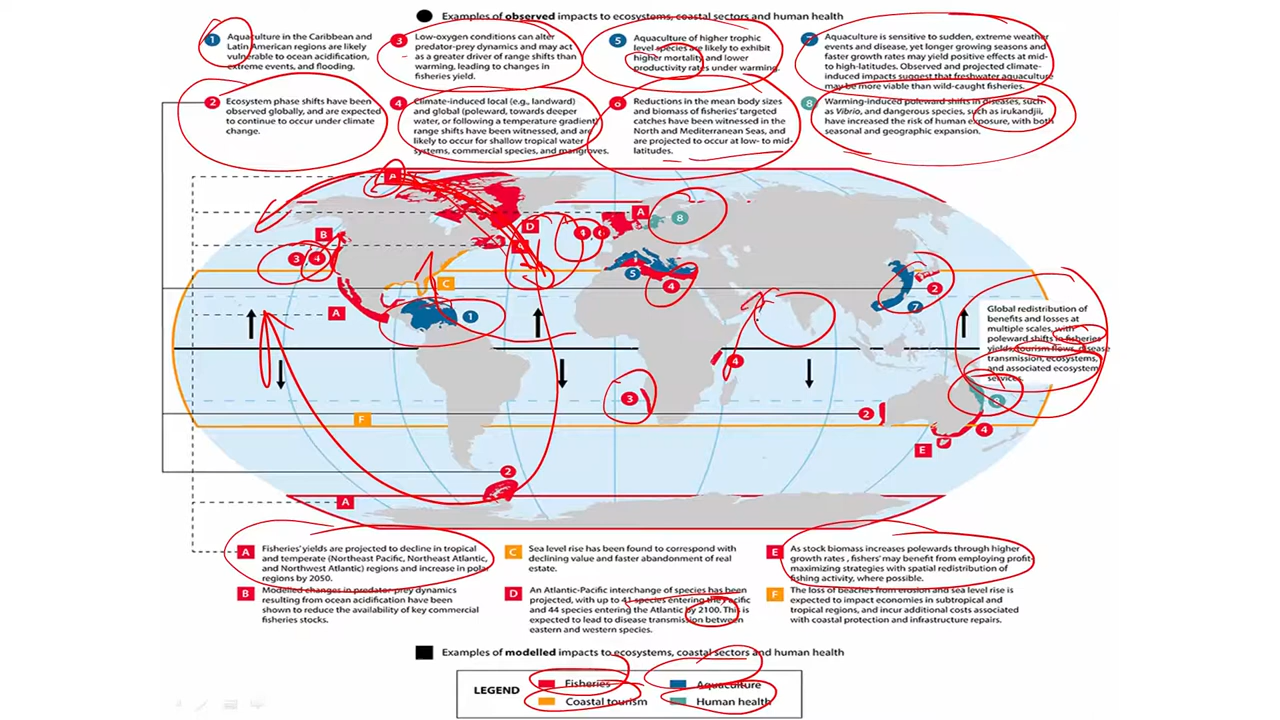 Examples of observed impacts to ecosystems, coastal sectors and human health
1
Aquaculture in the Caribbean and
Latin American regions are likely
vulnerable to ocean acidification,
extreme events, and flooding.
3
Low-oxygen conditions can alter
predator-prey dynamics and may act
as a greater driver of range shifts than
warming, leading to changes in
fisheries yield.
5
Aquaculture of higher trophic
level species are likely to exhibit
higher mortality and lower
productivity rates under warming.
7
Aquaculture is sensitive to sudden, extreme weather
events and disease, yet longer growing seasons and
faster growth rates may yield positive effects at mid-
to high-latitudes. Observed and projected climate-
induced impacts suggest that freshwater aquaculture
may be more viable than wild-caught fisheries.
2
Ecosystem phase shifts have been
observed globally, and are expected
to continue to occur under climate
change.
4
Climate-induced local (e.g., landward)
and global (poleward, towards deeper
water, or following a temperature gradient)
range shifts have been witnessed, and are
likely to occur for shallow tropical water
systems, commercial species, and mangroves.
Reductions in the mean body sizes
and biomass of fisheries' targeted
catches have been witnessed in the
North and Mediterranean Seas, and
are projected to occur at low- to mid-
latitudes.
8
Warming-induced poleward shifts in diseases, such
as Vibrio, and dangerous species, such as irukandjii,
have increased the risk of human exposure, with both
seasonal and geographic expansion.
A
A
8
B
D
4
3
4
5
4
C
2
A
1
7
Global redistribution of
benefits and losses at
multiple scales, with
poleward shifts in fisheries
yields, tourism flows, disease
transmission, ecosystems,
and associated ecosystem
services.
4
3
F
2
4
E
2
A
A
Fisheries' yields are projected to decline in tropical
and temperate (Northeast Pacific, Northeast Atlantic,
and Northwest Atlantic) regions and increase in polar
regions by 2050.
C
Sea level rise has been found to correspond with
declining value and faster abandonment of real
estate.
E
As stock biomass increases polewards through higher
growth rates , fishers' may benefit from employing profit-
maximizing strategies with spatial redistribution of
fishing activity, where possible.
B
Modelled changes in predator-prey dynamics
resulting from ocean acidification have been
shown to reduce the availability of key commercial
fisheries stocks.
D
An Atlantic-Pacific interchange of species has been
projected, with up to 41 species entering the Pacific
and 44 species entering the Atlantic by 2100. This is
expected to lead to disease transmission between
eastern and western species.
F
The loss of beaches from erosion and sea level rise is
expected to impact economies in subtropical and
tropical regions, and incur additional costs associated
with coastal protection and infrastructure repairs.
Examples of modelled impacts to ecosystems, coastal sectors and human health
LEGEND
Fisheries
Aquaculture
Coastal tourism
Human health